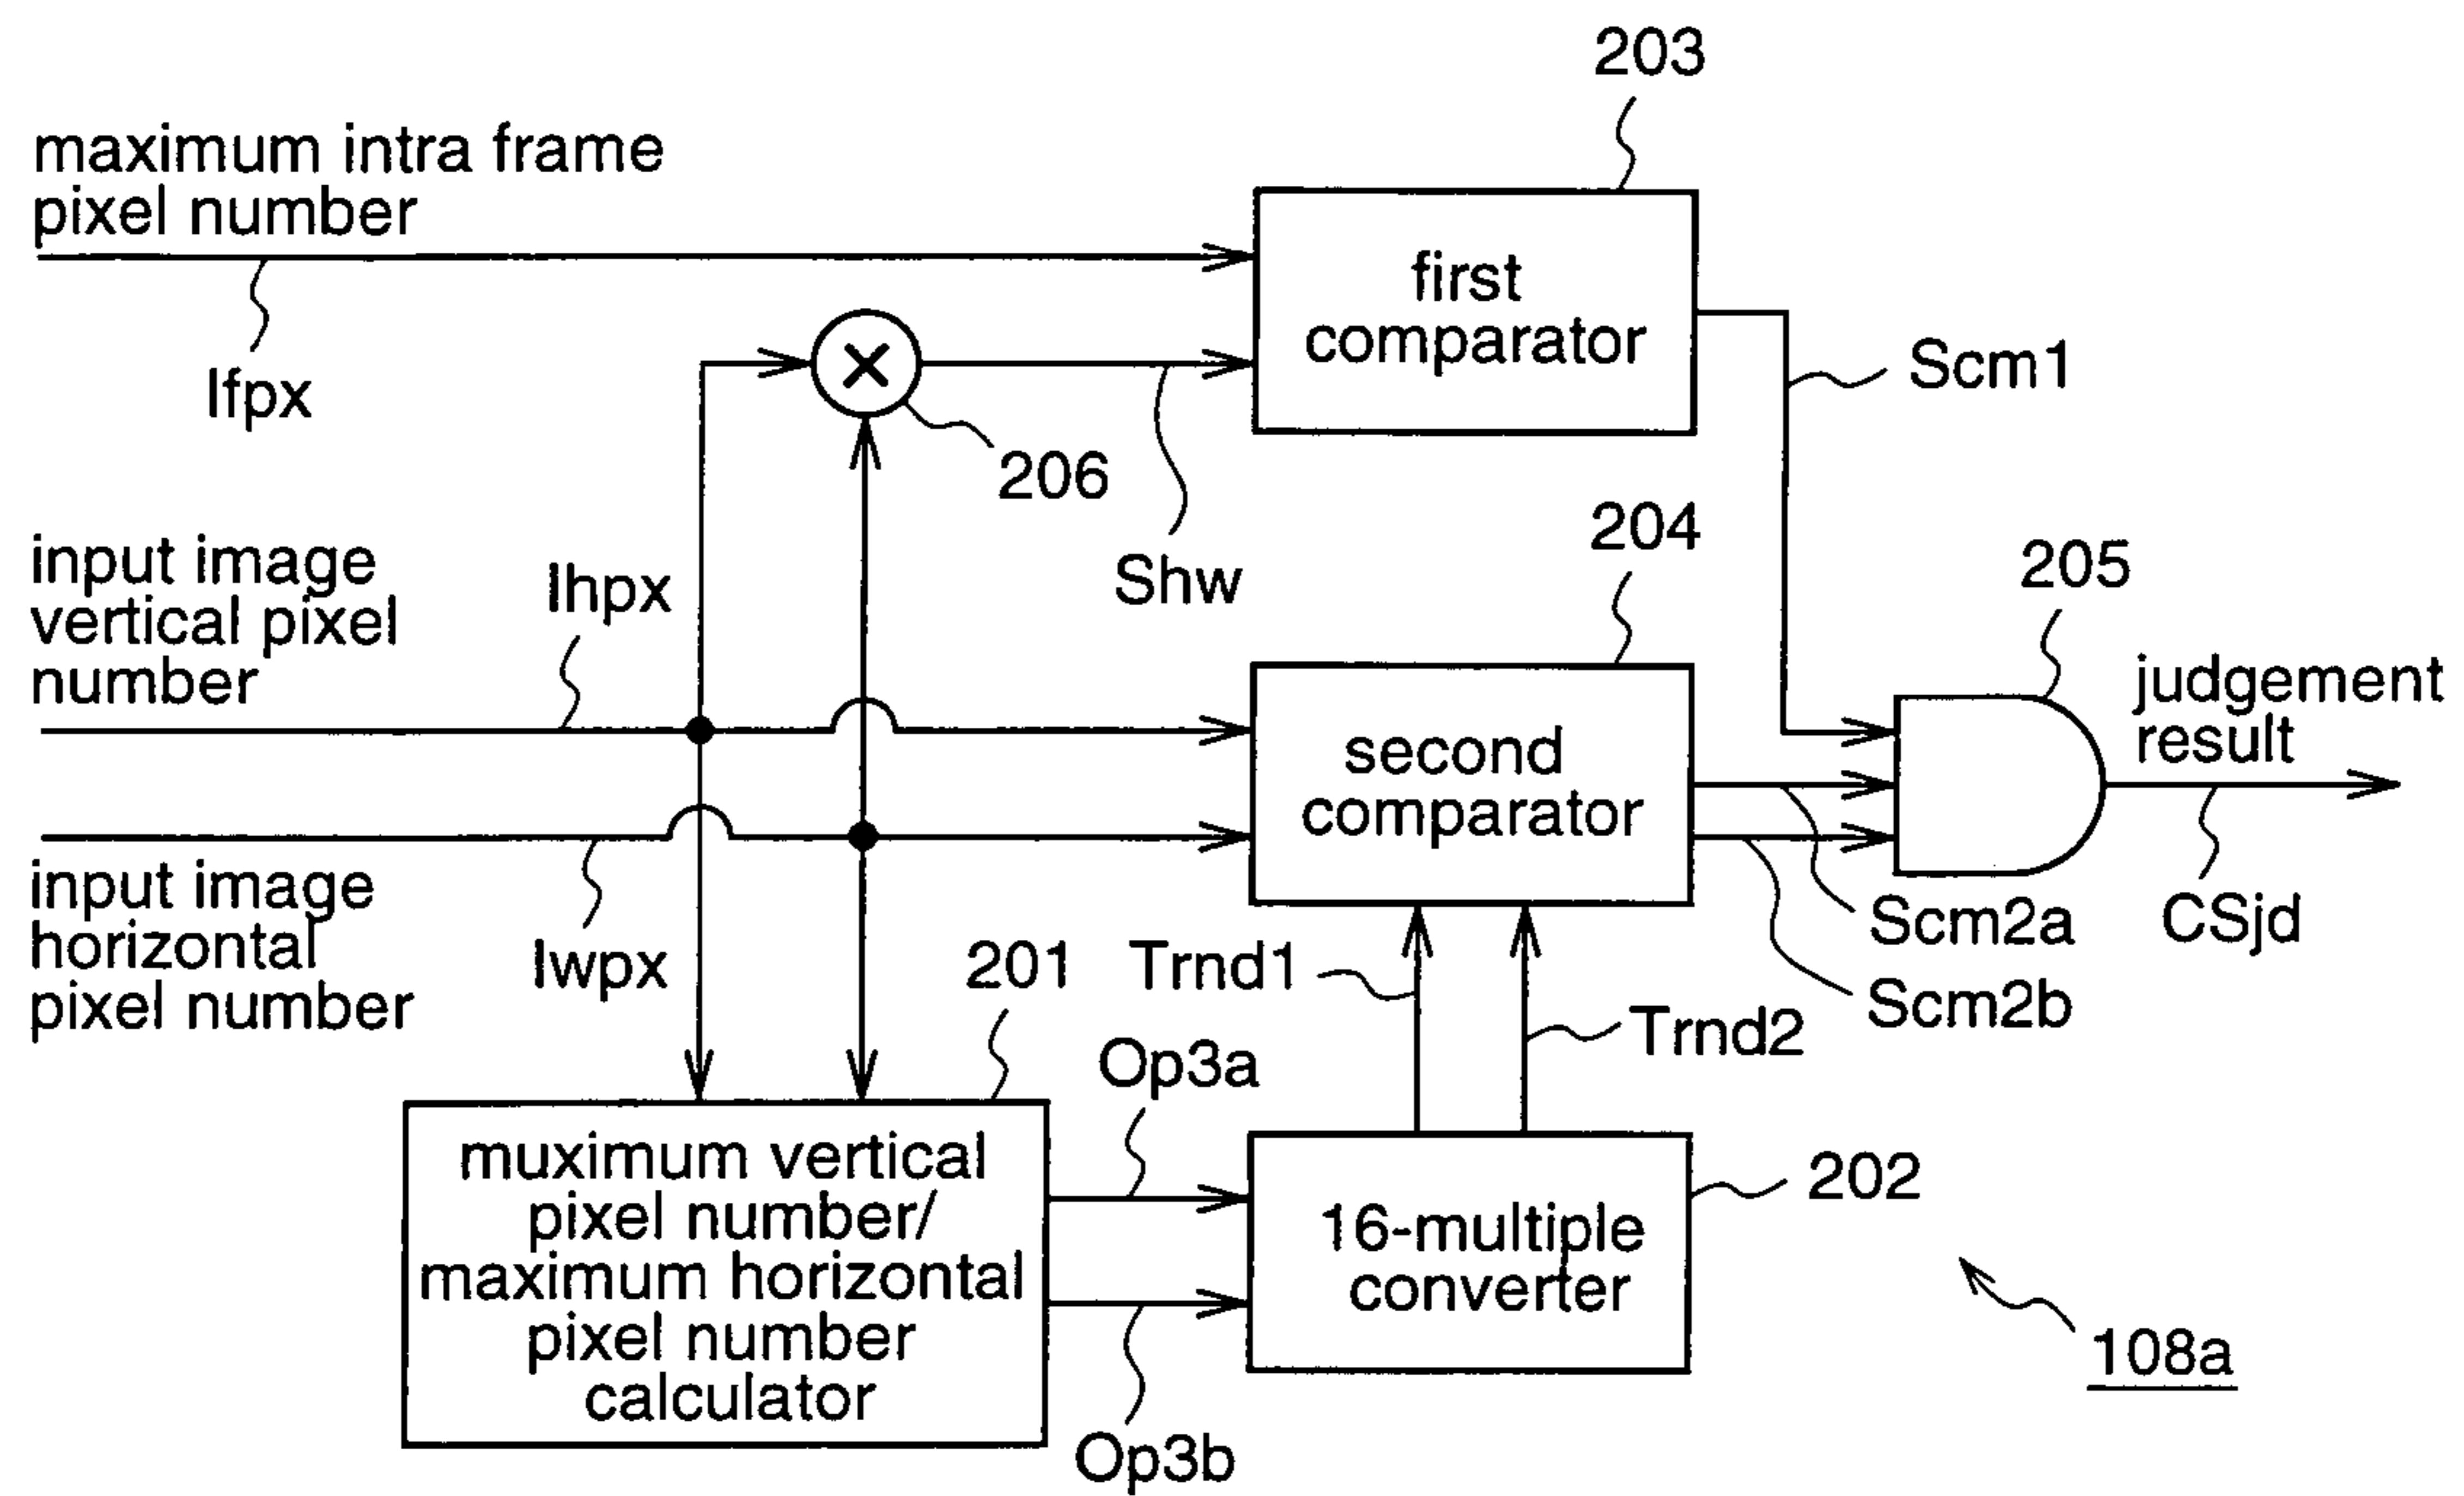 203
maximum intra frame
pixel number
first
comparator
Ifpx
Scm1
206
204
input image
vertical pixel
number
Ihpx
Shw
205
judgement
result
second
comparator
input image
horizontal
pixel number
Iwpx
201
Trnd1
Scm2a
CSjd
Scm2b
Trnd2
Op3a
muximum vertical
pixel number/
maximum horizontal
pixel number
calculator
16-multiple
converter
202
108a
Op3b